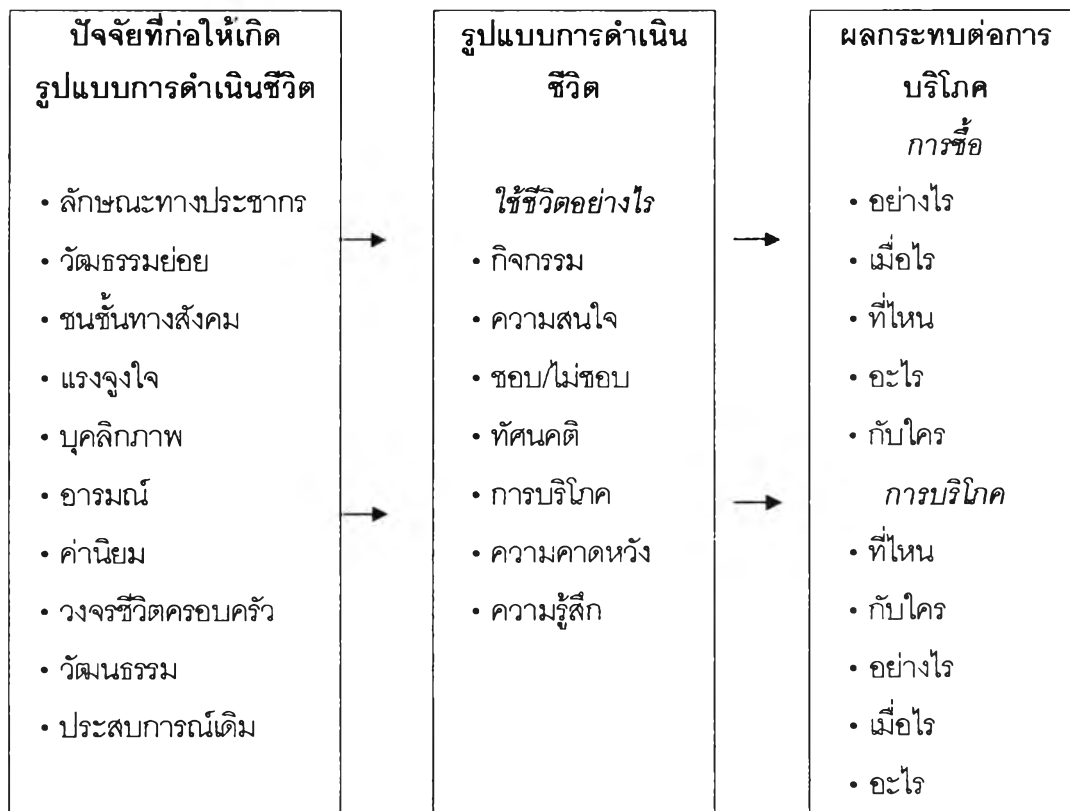 ปัจจัยที่ก่อให้เกิด
รูปแบบการดำเนินชีวิต
• ลักษณะทางประชากร
• วัฒธรรมย่อย
• ชนชั้นทางสังคม
• แรงจูงใจ
• บุคลิกภาพ
• อารมณ์
• ค่านิยม
• วงจรชีวิตครอบครัว
• วัฒนธรรม
• ประสบการณ์เดิม
รูปแบบการดำเนิน
ชีวิต
ใช้ชีวิตอย่างไร
• กิจกรรม
• ความสนใจ
• ชอบ/ไม่ชอบ
• ทัศนคติ
• การบริโภค
• ความคาดหวัง
• ความรู้สึก
ผลกระทบต่อการ
บริโภค
การซื้อ
• อย่างไร
• เมื่อไร
• ที่ไหน
• อะไร
• กับใคร
การบริโภค
• ที่ไหน
• กับใคร
• อย่างไร
• เมื่อไร
• อะไร